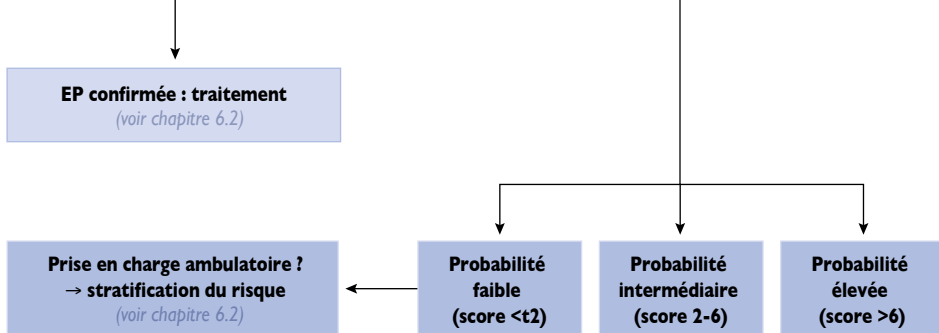 EP confirmée : traitement
(voir chapitre 6.2)
Prise en charge ambulatoire ?
→ stratification du risque
(voir chapitre 6.2)
Probabilité
faible
(score <t2)
Probabilité
intermédiaire
(score 2-6)
Probabilité
élevée
(score >6)